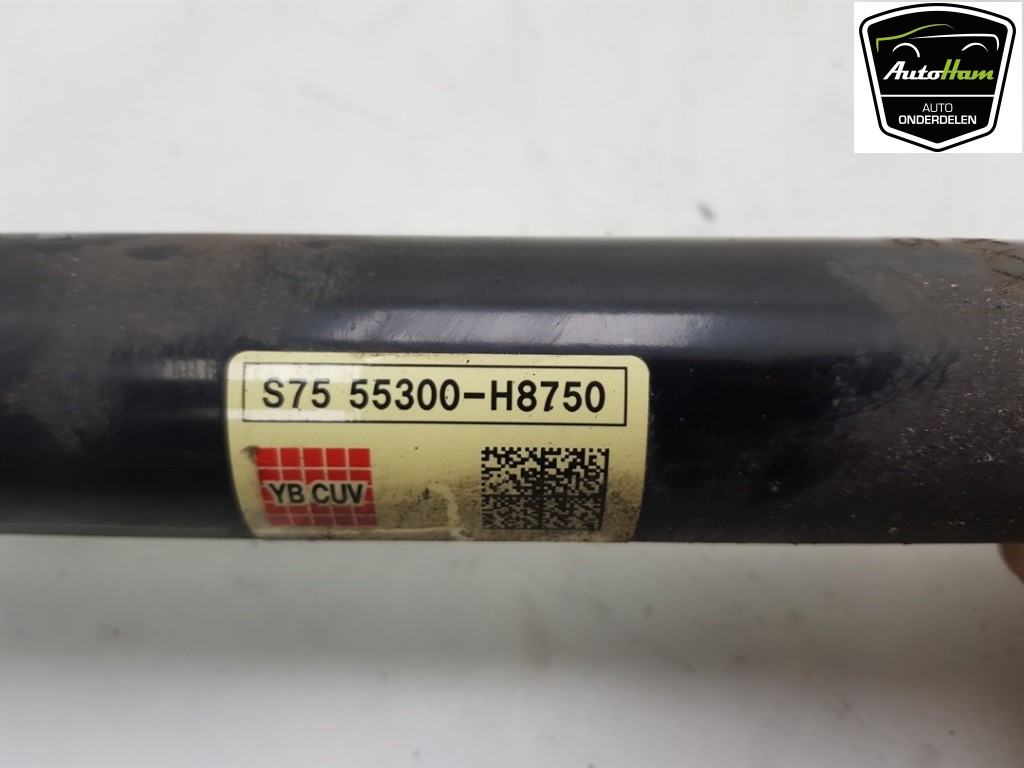 AutoHam
AUTO
ONDERDELEN
S75 55300-H8750
YB CUV